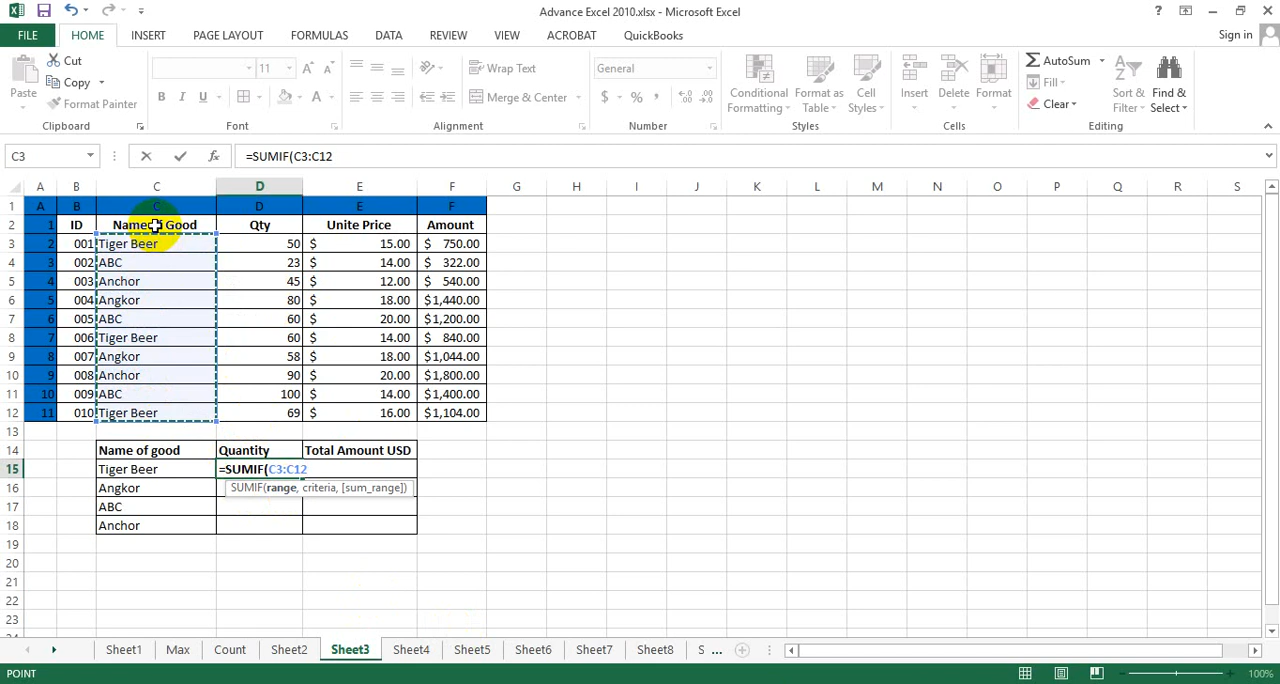 Advance Excel 2010.xlsx - Microsoft Excel
?
FILE HOME INSERT PAGE LAYOUT FORMULAS DATA REVIEW VIEW ACROBAT QuickBooks Sign in
Paste Cut Copy Format Painter
11 A A B I U A
Wrap Text Merge & Center
General $ % ,
Conditional Formatting Format as Table Cell Styles
Insert Delete Format
AutoSum Fill Clear Sort & Filter Find & Select
Clipboard Font Alignment Number Styles Cells Editing
C3 fx =SUMIF(C3:C12
A B C D E F G H I J K L M N O P Q R S
1 A B C D E F
2 1 ID Name of Good Qty Unite Price Amount
3 2 001 Tiger Beer 50 $ 15.00 $ 750.00
4 3 002 ABC 23 $ 14.00 $ 322.00
5 4 003 Anchor 45 $ 12.00 $ 540.00
6 5 004 Angkor 80 $ 18.00 $1,440.00
7 6 005 ABC 60 $ 20.00 $1,200.00
8 7 006 Tiger Beer 60 $ 14.00 $ 840.00
9 8 007 Angkor 58 $ 18.00 $1,044.00
10 9 008 Anchor 90 $ 20.00 $1,800.00
11 10 009 ABC 100 $ 14.00 $1,400.00
12 11 010 Tiger Beer 69 $ 16.00 $1,104.00
13
14 Name of good Quantity Total Amount USD
15 Tiger Beer =SUMIF(C3:C12
16 Angkor SUMIF(range, criteria, [sum_range])
17 ABC
18 Anchor
19
20
21
22
23
Sheet1 Max Count Sheet2 Sheet3 Sheet4 Sheet5 Sheet6 Sheet7 Sheet8 S ...
POINT 100%